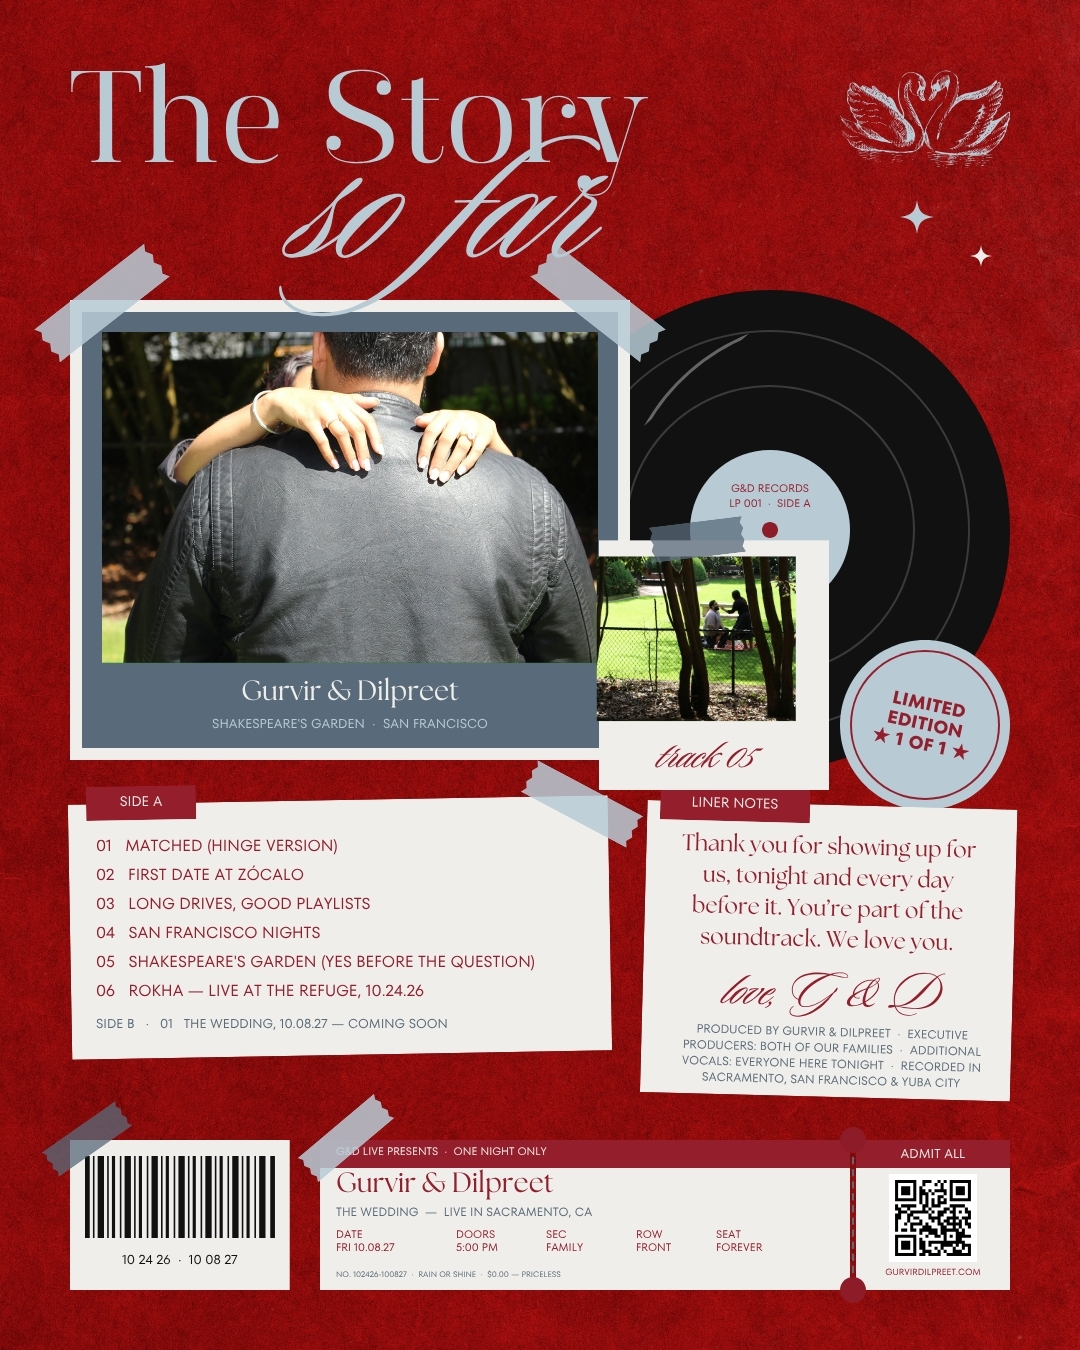 The Story
so far
G&D RECORDS
LP 001 · SIDE A
Gurvir & Dilpreet
SHAKESPEARE'S GARDEN · SAN FRANCISCO
track 05
LIMITED
EDITION
★ 1 OF 1 ★
SIDE A
01 MATCHED (HINGE VERSION)
02 FIRST DATE AT ZÓCALO
03 LONG DRIVES, GOOD PLAYLISTS
04 SAN FRANCISCO NIGHTS
05 SHAKESPEARE'S GARDEN (YES BEFORE THE QUESTION)
06 ROKHA — LIVE AT THE REFUGE, 10.24.26
SIDE B · 01 THE WEDDING, 10.08.27 — COMING SOON
LINER NOTES
Thank you for showing up for
us, tonight and every day
before it. You're part of the
soundtrack. We love you.
love, G & D
PRODUCED BY GURVIR & DILPREET · EXECUTIVE
PRODUCERS: BOTH OF OUR FAMILIES · ADDITIONAL
VOCALS: EVERYONE HERE TONIGHT · RECORDED IN
SACRAMENTO, SAN FRANCISCO & YUBA CITY
10 24 26 · 10 08 27
G&D LIVE PRESENTS · ONE NIGHT ONLY
Gurvir & Dilpreet
THE WEDDING — LIVE IN SACRAMENTO, CA
DATE DOORS SEC ROW SEAT
FRI 10.08.27 5:00 PM FAMILY FRONT FOREVER
NO. 102426-100827 · RAIN OR SHINE · $0.00 — PRICELESS
ADMIT ALL
GURVIRDILPREET.COM